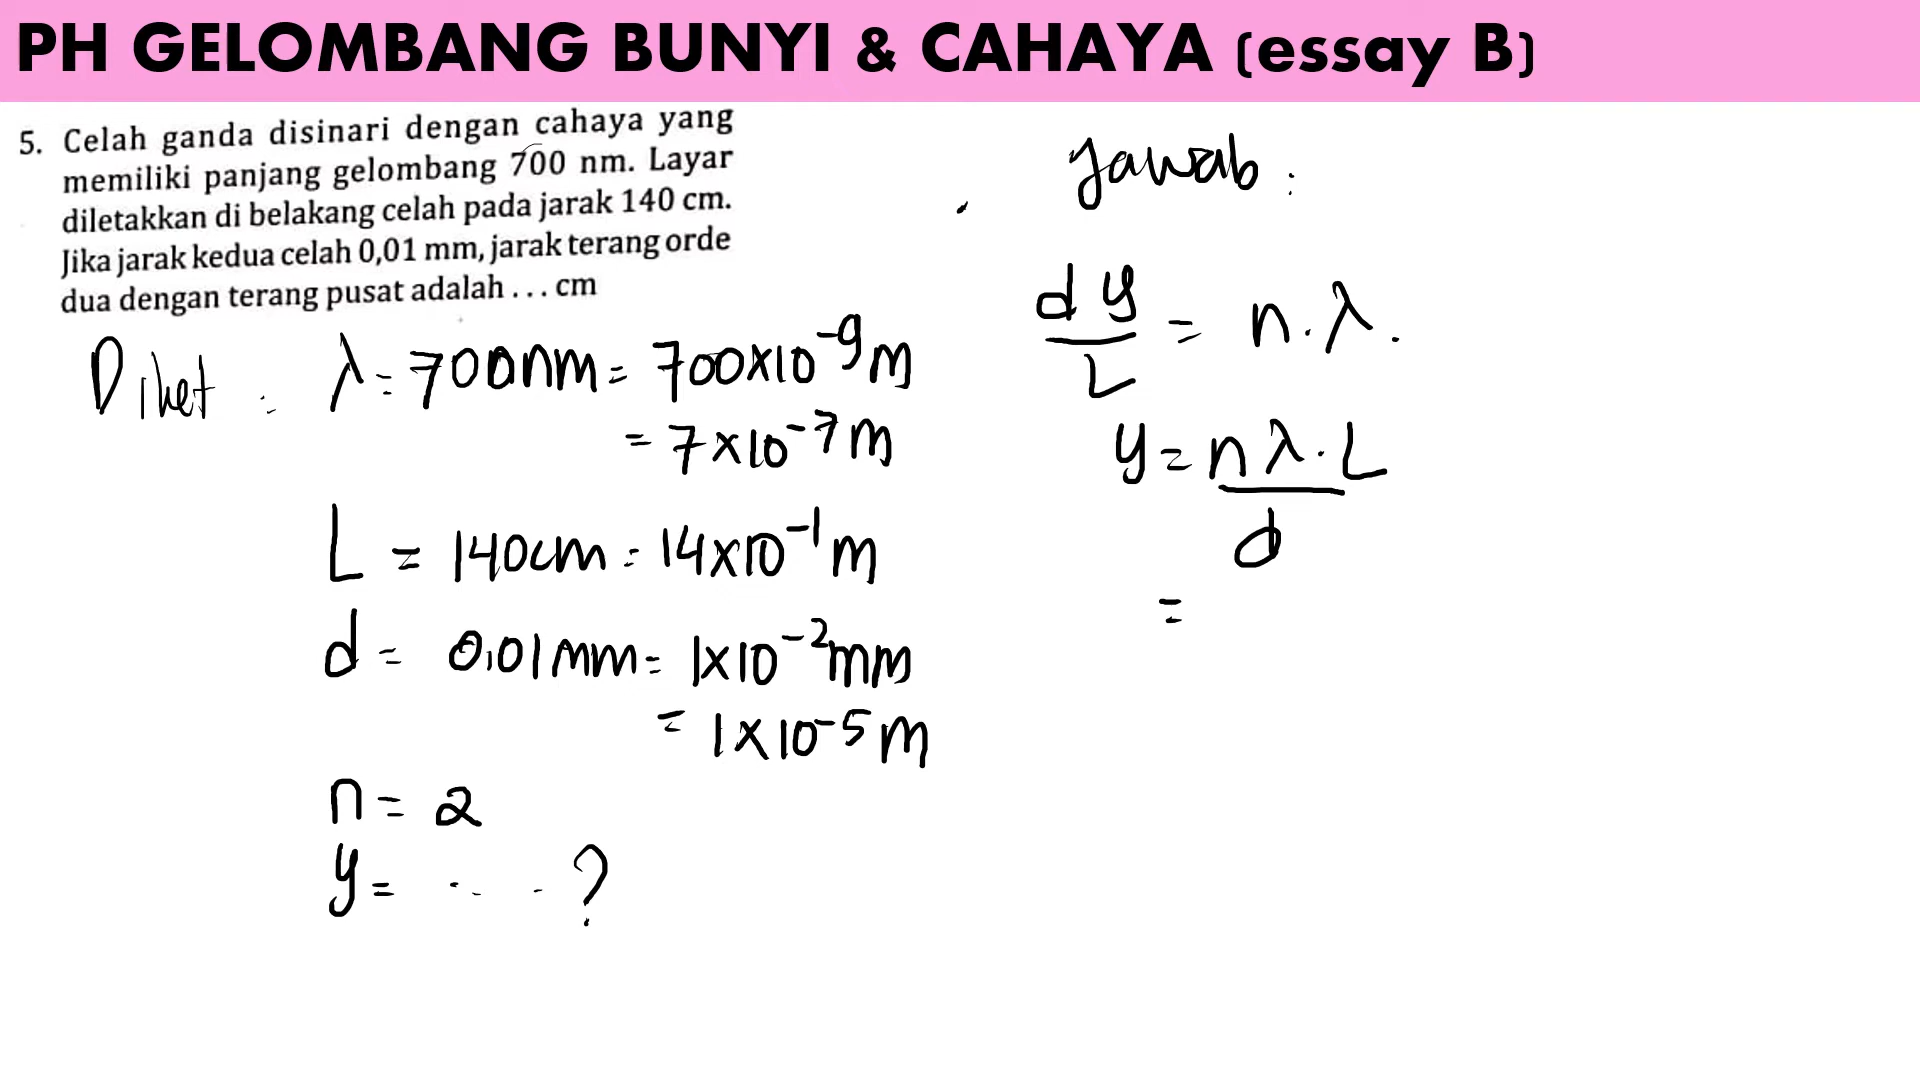 PH GELOMBANG BUNYI & CAHAYA (essay B)
5. Celah ganda disinari dengan cahaya yang
memiliki panjang gelombang 700 nm. Layar
diletakkan di belakang celah pada jarak 140 cm.
Jika jarak kedua celah 0,01 mm, jarak terang orde
dua dengan terang pusat adalah . . . cm
Diket : λ = 700nm = 700x10⁻⁹m
= 7x10⁻⁷m
L = 140cm = 14x10⁻¹m
d = 0,01mm = 1x10⁻²mm
= 1x10⁻⁵m
n = 2
y = ... ?
Jawab :
dy/L = n.λ.
y = nλ.L/d
=